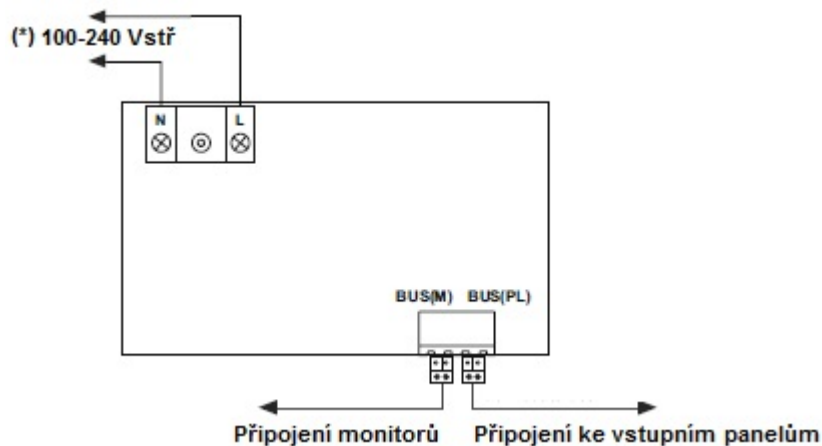 (*) 100-240 Vstř
N L
BUS(M) BUS(PL)
Připojení monitorů Připojení ke vstupním panelům